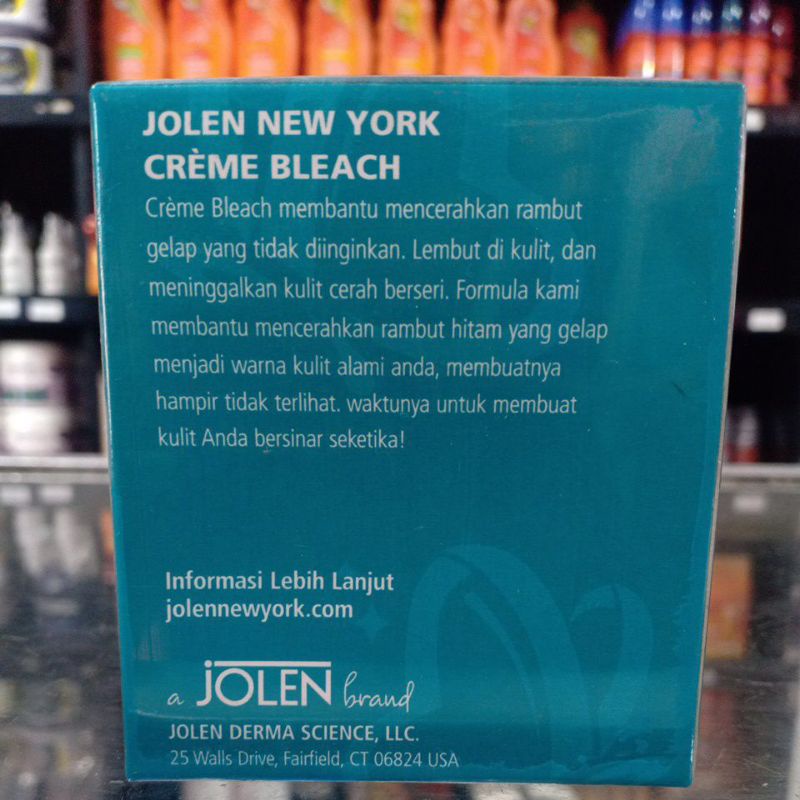 JOLEN NEW YORK
CRÈME BLEACH
Crème Bleach membantu mencerahkan rambut
gelap yang tidak diinginkan. Lembut di kulit, dan
meninggalkan kulit cerah berseri. Formula kami
membantu mencerahkan rambut hitam yang gelap
menjadi warna kulit alami anda, membuatnya
hampir tidak terlihat. waktunya untuk membuat
kulit Anda bersinar seketika!
Informasi Lebih Lanjut
jolennewyork.com
a JOLEN brand
JOLEN DERMA SCIENCE, LLC.
25 Walls Drive, Fairfield, CT 06824 USA